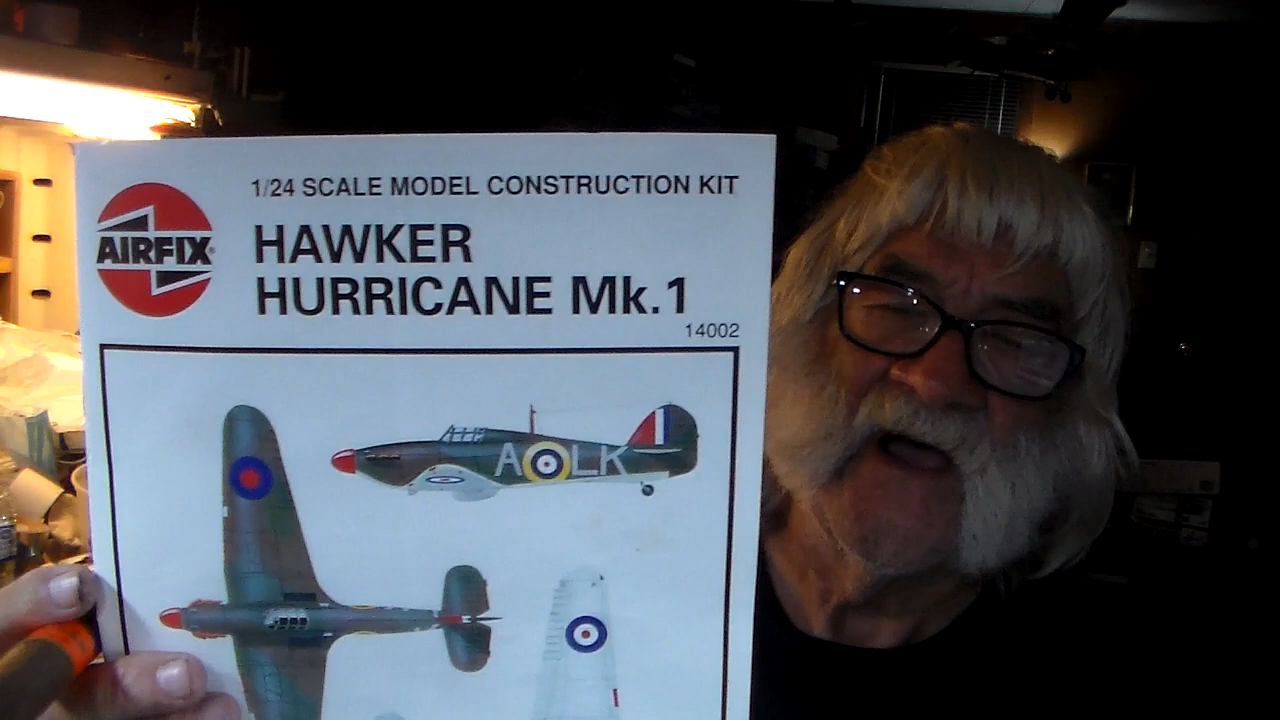 1/24 SCALE MODEL CONSTRUCTION KIT
AIRFIX®
HAWKER
HURRICANE Mk.1
14002
A LK